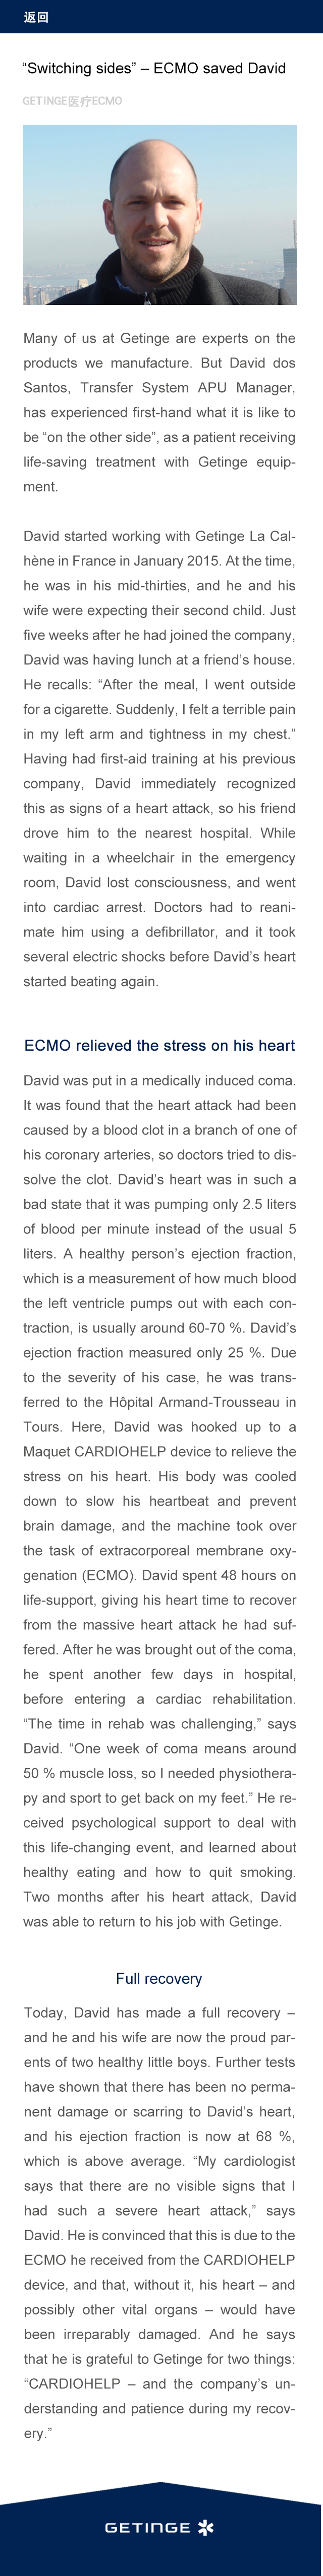 返回
“Switching sides” – ECMO saved David
GETINGE医疗ECMO
Many of us at Getinge are experts on the
products we manufacture. But David dos
Santos, Transfer System APU Manager,
has experienced first-hand what it is like to
be “on the other side”, as a patient receiving
life-saving treatment with Getinge equip-
ment.
David started working with Getinge La Cal-
hène in France in January 2015. At the time,
he was in his mid-thirties, and he and his
wife were expecting their second child. Just
five weeks after he had joined the company,
David was having lunch at a friend’s house.
He recalls: “After the meal, I went outside
for a cigarette. Suddenly, I felt a terrible pain
in my left arm and tightness in my chest.”
Having had first-aid training at his previous
company, David immediately recognized
this as signs of a heart attack, so his friend
drove him to the nearest hospital. While
waiting in a wheelchair in the emergency
room, David lost consciousness, and went
into cardiac arrest. Doctors had to reani-
mate him using a defibrillator, and it took
several electric shocks before David’s heart
started beating again.
ECMO relieved the stress on his heart
David was put in a medically induced coma.
It was found that the heart attack had been
caused by a blood clot in a branch of one of
his coronary arteries, so doctors tried to dis-
solve the clot. David’s heart was in such a
bad state that it was pumping only 2.5 liters
of blood per minute instead of the usual 5
liters. A healthy person’s ejection fraction,
which is a measurement of how much blood
the left ventricle pumps out with each con-
traction, is usually around 60-70 %. David’s
ejection fraction measured only 25 %. Due
to the severity of his case, he was trans-
ferred to the Hôpital Armand-Trousseau in
Tours. Here, David was hooked up to a
Maquet CARDIOHELP device to relieve the
stress on his heart. His body was cooled
down to slow his heartbeat and prevent
brain damage, and the machine took over
the task of extracorporeal membrane oxy-
genation (ECMO). David spent 48 hours on
life-support, giving his heart time to recover
from the massive heart attack he had suf-
fered. After he was brought out of the coma,
he spent another few days in hospital,
before entering a cardiac rehabilitation.
“The time in rehab was challenging,” says
David. “One week of coma means around
50 % muscle loss, so I needed physiothera-
py and sport to get back on my feet.” He re-
ceived psychological support to deal with
this life-changing event, and learned about
healthy eating and how to quit smoking.
Two months after his heart attack, David
was able to return to his job with Getinge.
Full recovery
Today, David has made a full recovery –
and he and his wife are now the proud par-
ents of two healthy little boys. Further tests
have shown that there has been no perma-
nent damage or scarring to David’s heart,
and his ejection fraction is now at 68 %,
which is above average. “My cardiologist
says that there are no visible signs that I
had such a severe heart attack,” says
David. He is convinced that this is due to the
ECMO he received from the CARDIOHELP
device, and that, without it, his heart – and
possibly other vital organs – would have
been irreparably damaged. And he says
that he is grateful to Getinge for two things:
“CARDIOHELP – and the company’s un-
derstanding and patience during my recov-
ery.”
GETINGE